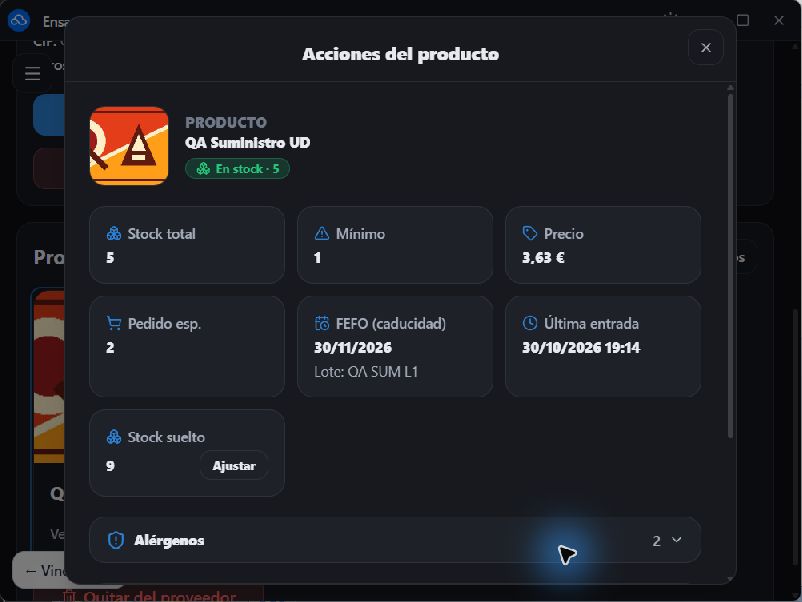 Acciones del producto
PRODUCTO
QA Suministro UD
En stock · 5
Stock total
5
Mínimo
1
Precio
3,63 €
Pedido esp.
2
FEFO (caducidad)
30/11/2026
Lote: QA SUM L1
Última entrada
30/10/2026 19:14
Stock suelto
9
Ajustar
Alérgenos
2
Quitar del proveedor